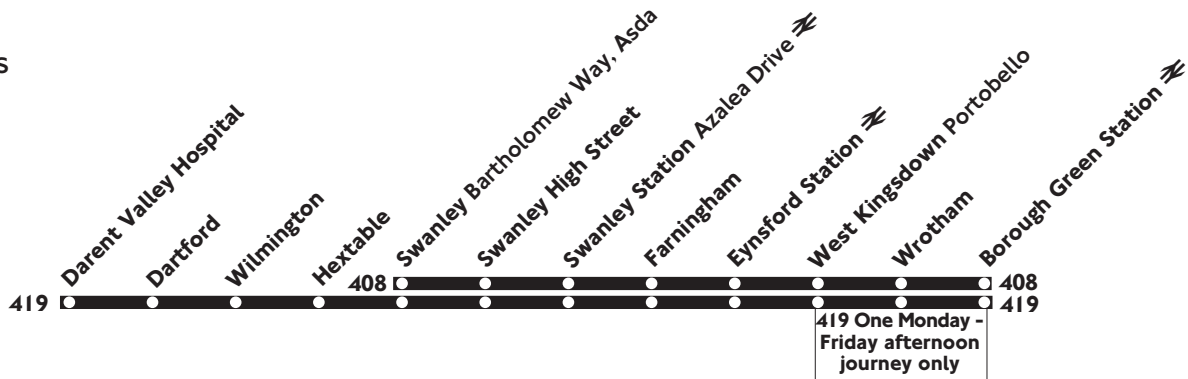 s
Darent Valley Hospital
Dartford
Wilmington
Hextable
Swanley Bartholomew Way, Asda
Swanley High Street
Swanley Station Azalea Drive
Farningham
Eynsford Station
West Kingsdown Portobello
Wrotham
Borough Green Station
408
408
419
419
419 One Monday -
Friday afternoon
journey only